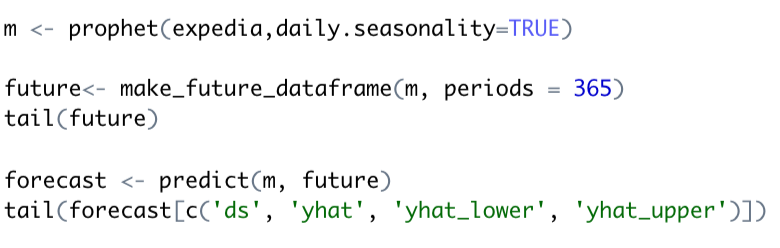 m <- prophet(expedia,daily.seasonality=TRUE)
future<- make_future_dataframe(m, periods = 365)
tail(future)
forecast <- predict(m, future)
tail(forecast[c('ds', 'yhat', 'yhat_lower', 'yhat_upper')])